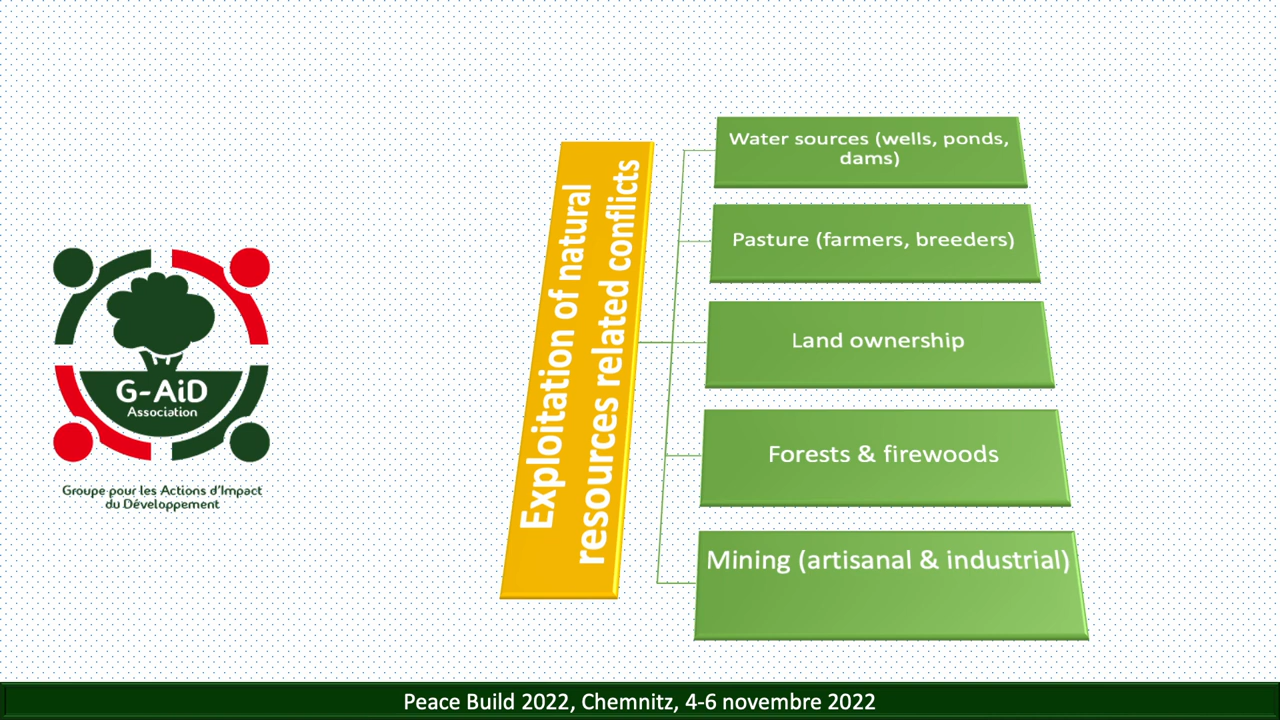 G-AiD
Association
Groupe pour les Actions d'Impact
du Développement
Exploitation of natural
resources related conflicts
Water sources (wells, ponds,
dams)
Pasture (farmers, breeders)
Land ownership
Forests & firewoods
Mining (artisanal & industrial)
Peace Build 2022, Chemnitz, 4-6 novembre 2022